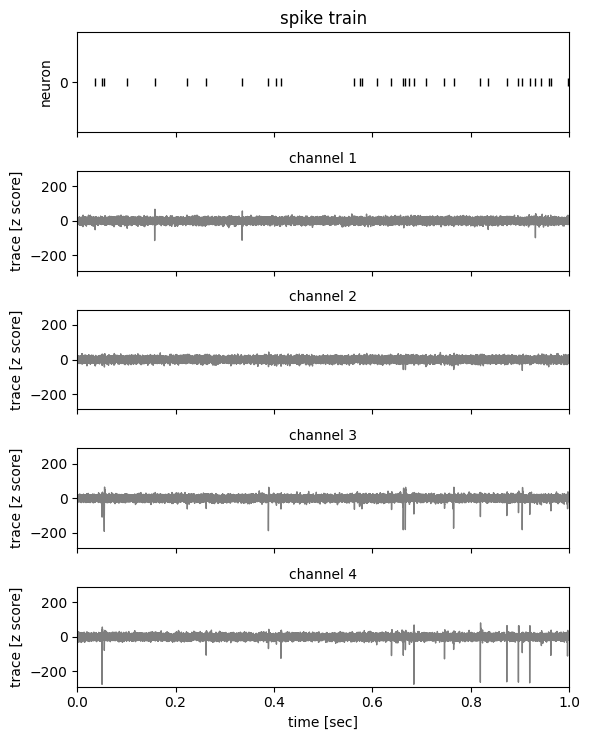 spike train
neuron
0
channel 1
trace [z score]
200
0
−200
channel 2
trace [z score]
200
0
−200
channel 3
trace [z score]
200
0
−200
channel 4
trace [z score]
200
0
−200
0.0 0.2 0.4 0.6 0.8 1.0
time [sec]